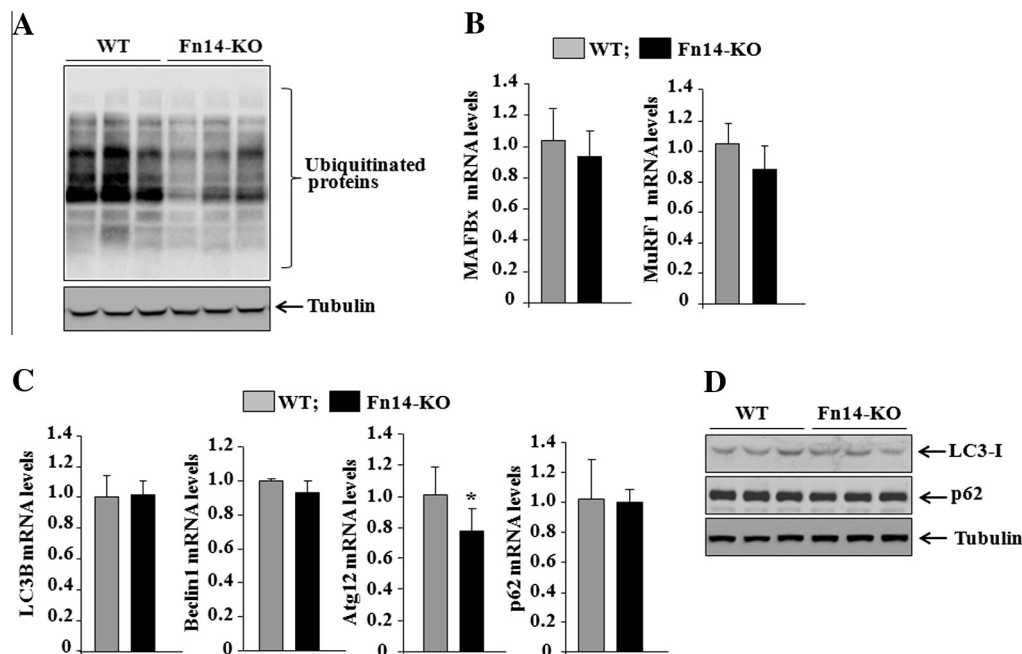 A
WT Fn14-KO
Ubiquitinated
proteins
Tubulin
B
WT; Fn14-KO
MAFBx mRNA levels
1.4
1.2
1.0
0.8
0.6
0.4
0.2
0
MuRF1 mRNA levels
1.4
1.2
1.0
0.8
0.6
0.4
0.2
0
C
WT; Fn14-KO
LC3B mRNA levels
1.4
1.2
1.0
0.8
0.6
0.4
0.2
0
Beclin1 mRNA levels
1.2
1.0
0.8
0.6
0.4
0.2
0
Atg12 mRNA levels
1.4
1.2
1.0
0.8
0.6
0.4
0.2
0
*
p62 mRNA levels
1.4
1.2
1.0
0.8
0.6
0.4
0.2
0
D
WT Fn14-KO
LC3-I
p62
Tubulin